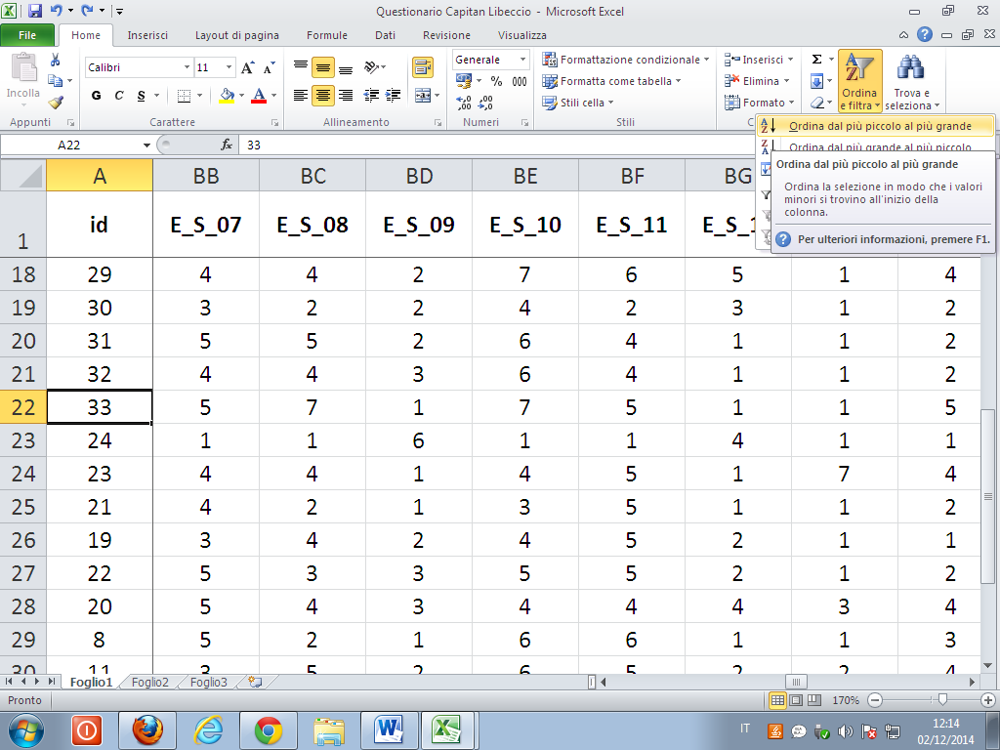 Questionario Capitan Libeccio - Microsoft Excel
File Home Inserisci Layout di pagina Formule Dati Revisione Visualizza
Incolla
Calibri 11
G C S
Generale
% 000
Formattazione condizionale
Formatta come tabella
Stili cella
Inserisci
Elimina
Formato
Σ
Ordina e filtra
Trova e seleziona
Appunti Carattere Allineamento Numeri Stili C
Ordina dal più piccolo al più grande
Ordina dal più grande al più piccolo
Ordina dal più piccolo al più grande
Ordina la selezione in modo che i valori
minori si trovino all'inizio della
colonna.
Per ulteriori informazioni, premere F1.
A22 fx 33
A BB BC BD BE BF BG
1 id E_S_07 E_S_08 E_S_09 E_S_10 E_S_11 E_S_1
18 29 4 4 2 7 6 5 1 4
19 30 3 2 2 4 2 3 1 2
20 31 5 5 2 6 4 1 1 2
21 32 4 4 3 6 4 1 1 2
22 33 5 7 1 7 5 1 1 5
23 24 1 1 6 1 1 4 1 1
24 23 4 4 1 4 5 1 7 4
25 21 4 2 1 3 5 1 1 2
26 19 3 4 2 4 5 2 1 1
27 22 5 3 3 5 5 2 1 2
28 20 5 4 3 4 4 4 3 4
29 8 5 2 1 6 6 1 1 3
30 11 3 5 2 6 5 2 2 4
Foglio1 Foglio2 Foglio3
Pronto 170%
IT
12:14
02/12/2014